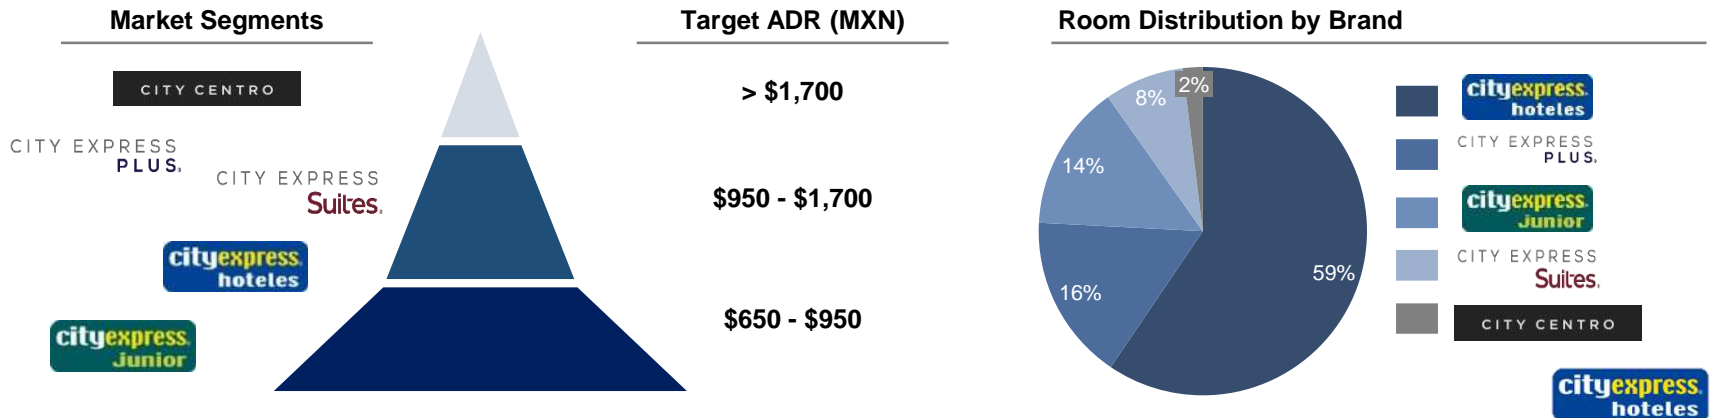 Market Segments
CITY CENTRO
CITY EXPRESS
PLUS.
CITY EXPRESS
Suites.
cityexpress.
hoteles
cityexpress.
junior
Target ADR (MXN)
> $1,700
$950 - $1,700
$650 - $950
Room Distribution by Brand
2%
8%
14%
16%
59%
cityexpress.
hoteles
CITY EXPRESS
PLUS.
cityexpress.
junior
CITY EXPRESS
Suites.
CITY CENTRO
cityexpress.
hoteles